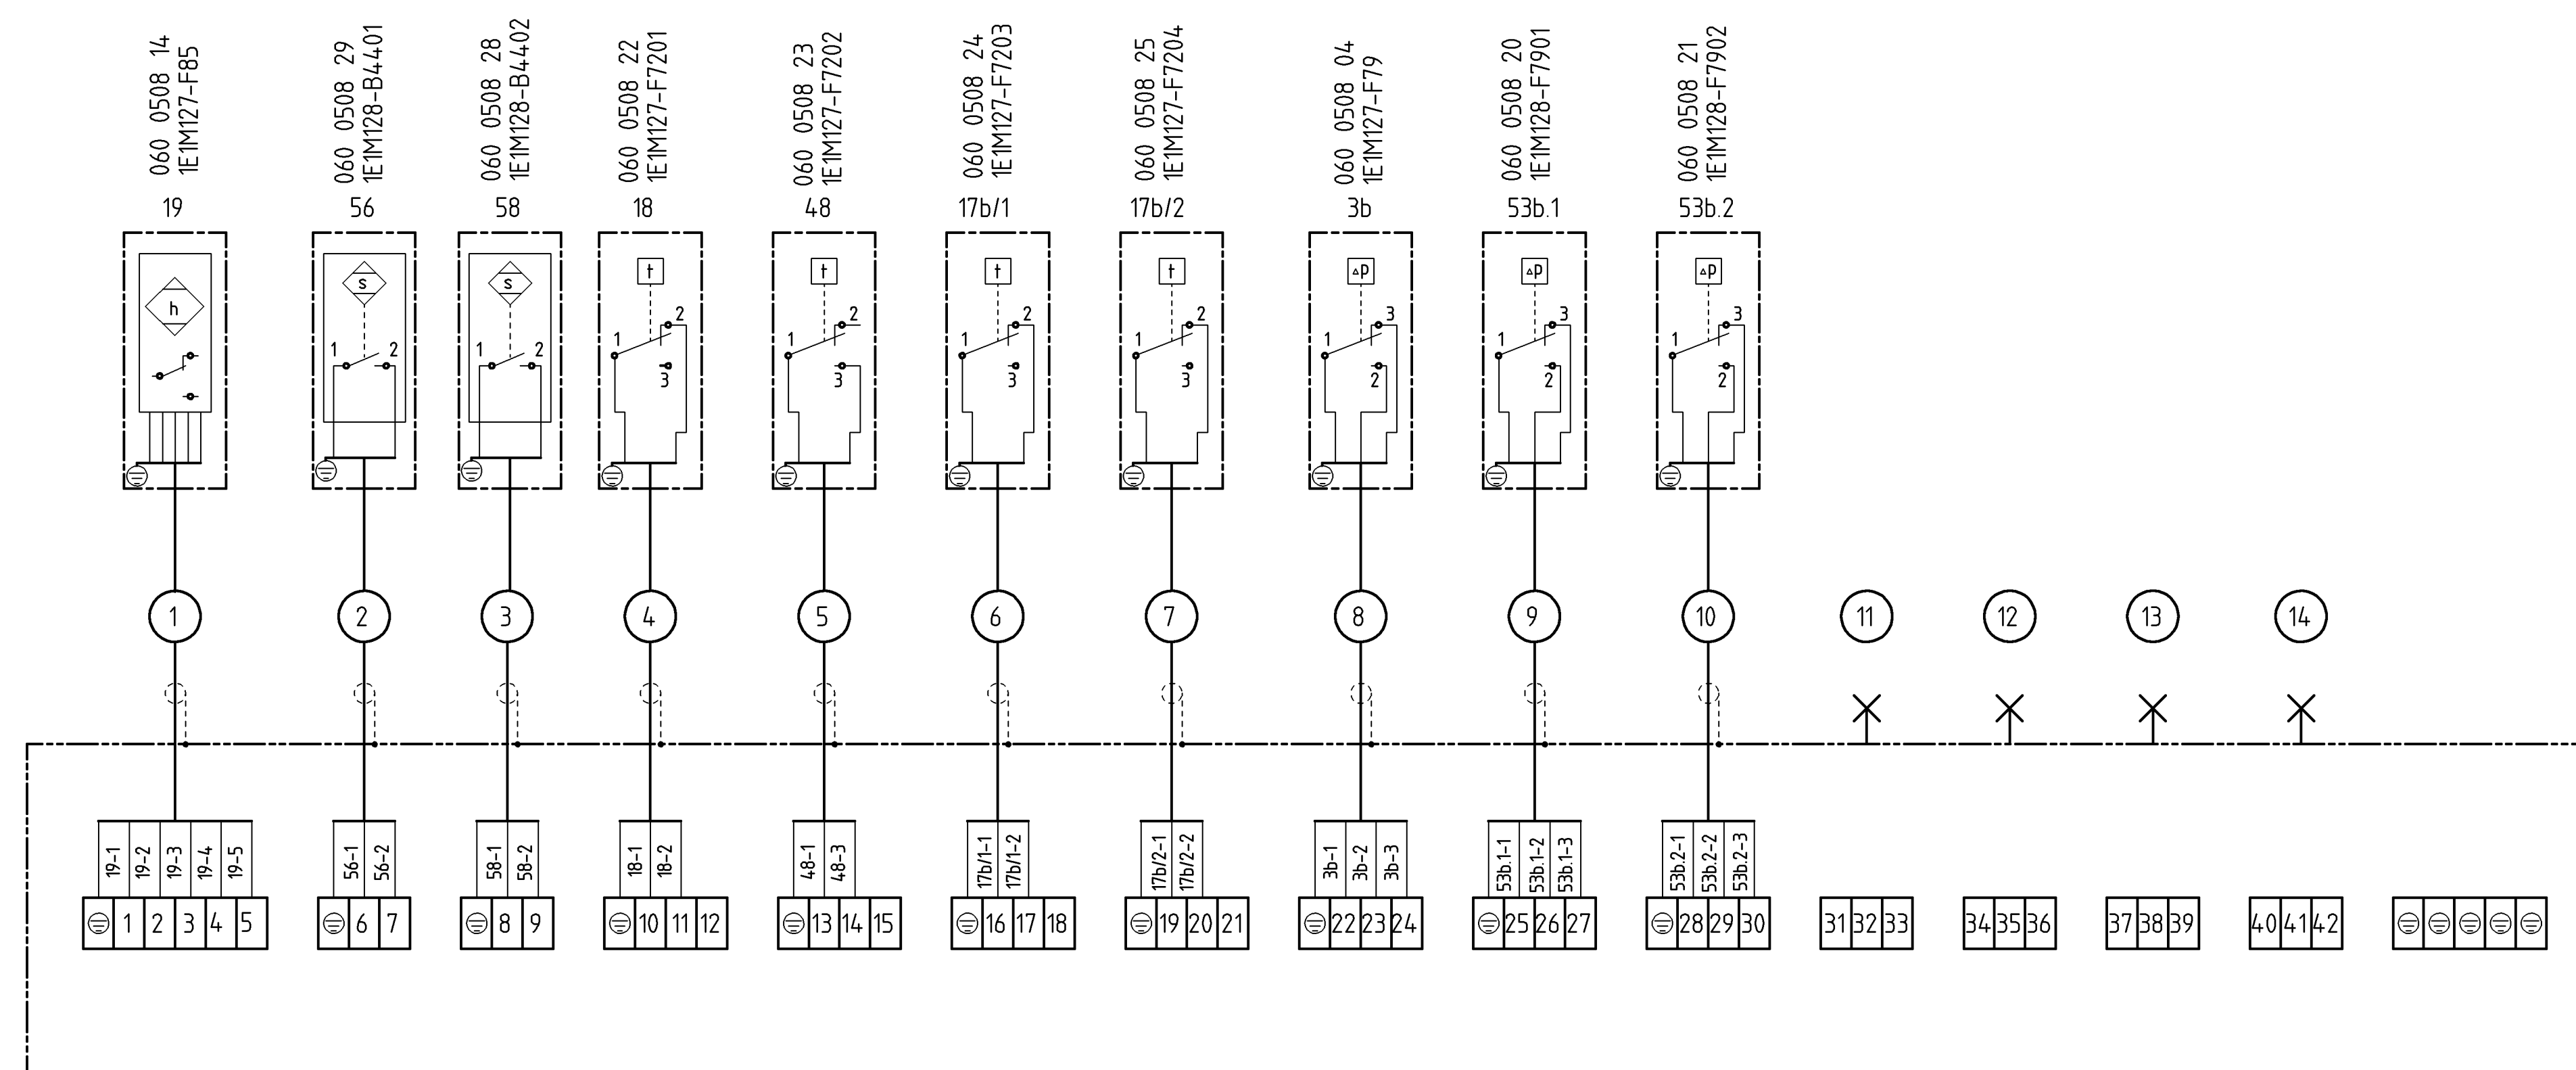 060 0508 14
1E1M127-F85
060 0508 29
1E1M128-B4401
060 0508 28
1E1M128-B4402
060 0508 22
1E1M127-F7201
060 0508 23
1E1M127-F7202
060 0508 24
1E1M127-F7203
060 0508 25
1E1M127-F7204
060 0508 04
1E1M127-F79
060 0508 20
1E1M128-F7901
060 0508 21
1E1M128-F7902
19 56 58 18 48 17b/1 17b/2 3b 53b.1 53b.2
h s s t t t t ΔP ΔP ΔP
1 2
1 2
1 2 3
1 2 3
1 2 3
1 2 3
1 3 2
1 3 2
1 3 2
1 2 3 4 5 6 7 8 9 10 11 12 13 14
19-1 19-2 19-3 19-4 19-5
56-1 56-2
58-1 58-2
18-1 18-2
48-1 48-3
17b/1-1 17b/1-2
17b/2-1 17b/2-2
3b-1 3b-2 3b-3
53b.1-1 53b.1-2 53b.1-3
53b.2-1 53b.2-2 53b.2-3
1 2 3 4 5 6 7 8 9 10 11 12 13 14 15 16 17 18 19 20 21 22 23 24 25 26 27 28 29 30 31 32 33 34 35 36 37 38 39 40 41 42